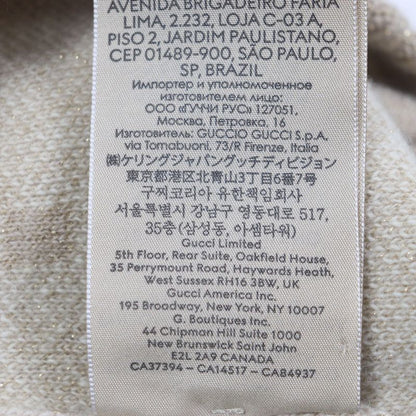 AVENIDA BRIGADEIRO FARIA
LIMA, 2.232, LOJA C-03 A,
PISO 2, JARDIM PAULISTANO,
CEP 01489-900, SÃO PAULO,
SP, BRAZIL
Импортер и уполномоченное
изготовителем лицо:
ООО «ГУЧЧИ РУС» 127051,
Москва, Петровка, 16
Manufacturer: GUCCIO GUCCI S.p.A.
via Tornabuoni, 73/R Firenze, Italia
㈱ケリングジャパングッチディビジョン
東京都港区北青山3丁目6番7号
구찌코리아 유한책임회사
서울특별시 강남구 영동대로 517,
35층 (삼성동, 아셈타워)
Gucci Limited
5th Floor, Rear Suite, Oakfield House,
35 Perrymount Road, Haywards Heath,
West Sussex RH16 3BW, UK
Gucci America Inc.
195 Broadway, New York, NY 10007
G. Boutiques Inc.
44 Chipman Hill Suite 1000
New Brunswick Saint John
E2L 2A9 CANADA
CA37394 - CA14517 - CA84937